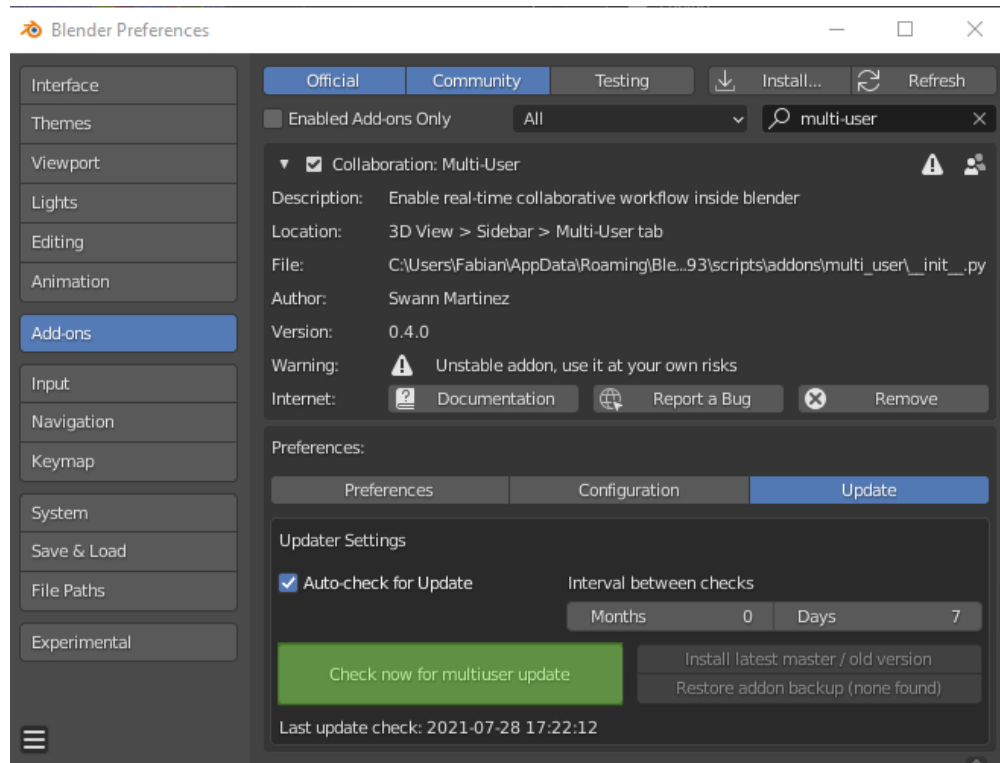 Blender Preferences
Interface
Themes
Viewport
Lights
Editing
Animation
Add-ons
Input
Navigation
Keymap
System
Save & Load
File Paths
Experimental
Official Community Testing Install... Refresh
Enabled Add-ons Only All multi-user
Collaboration: Multi-User
Description: Enable real-time collaborative workflow inside blender
Location: 3D View > Sidebar > Multi-User tab
File: C:\Users\Fabian\AppData\Roaming\Ble...93\scripts\addons\multi_user\__init__.py
Author: Swann Martinez
Version: 0.4.0
Warning: Unstable addon, use it at your own risks
Internet: Documentation Report a Bug Remove
Preferences:
Preferences Configuration Update
Updater Settings
Auto-check for Update Interval between checks
Months 0 Days 7
Check now for multiuser update
Install latest master / old version
Restore addon backup (none found)
Last update check: 2021-07-28 17:22:12